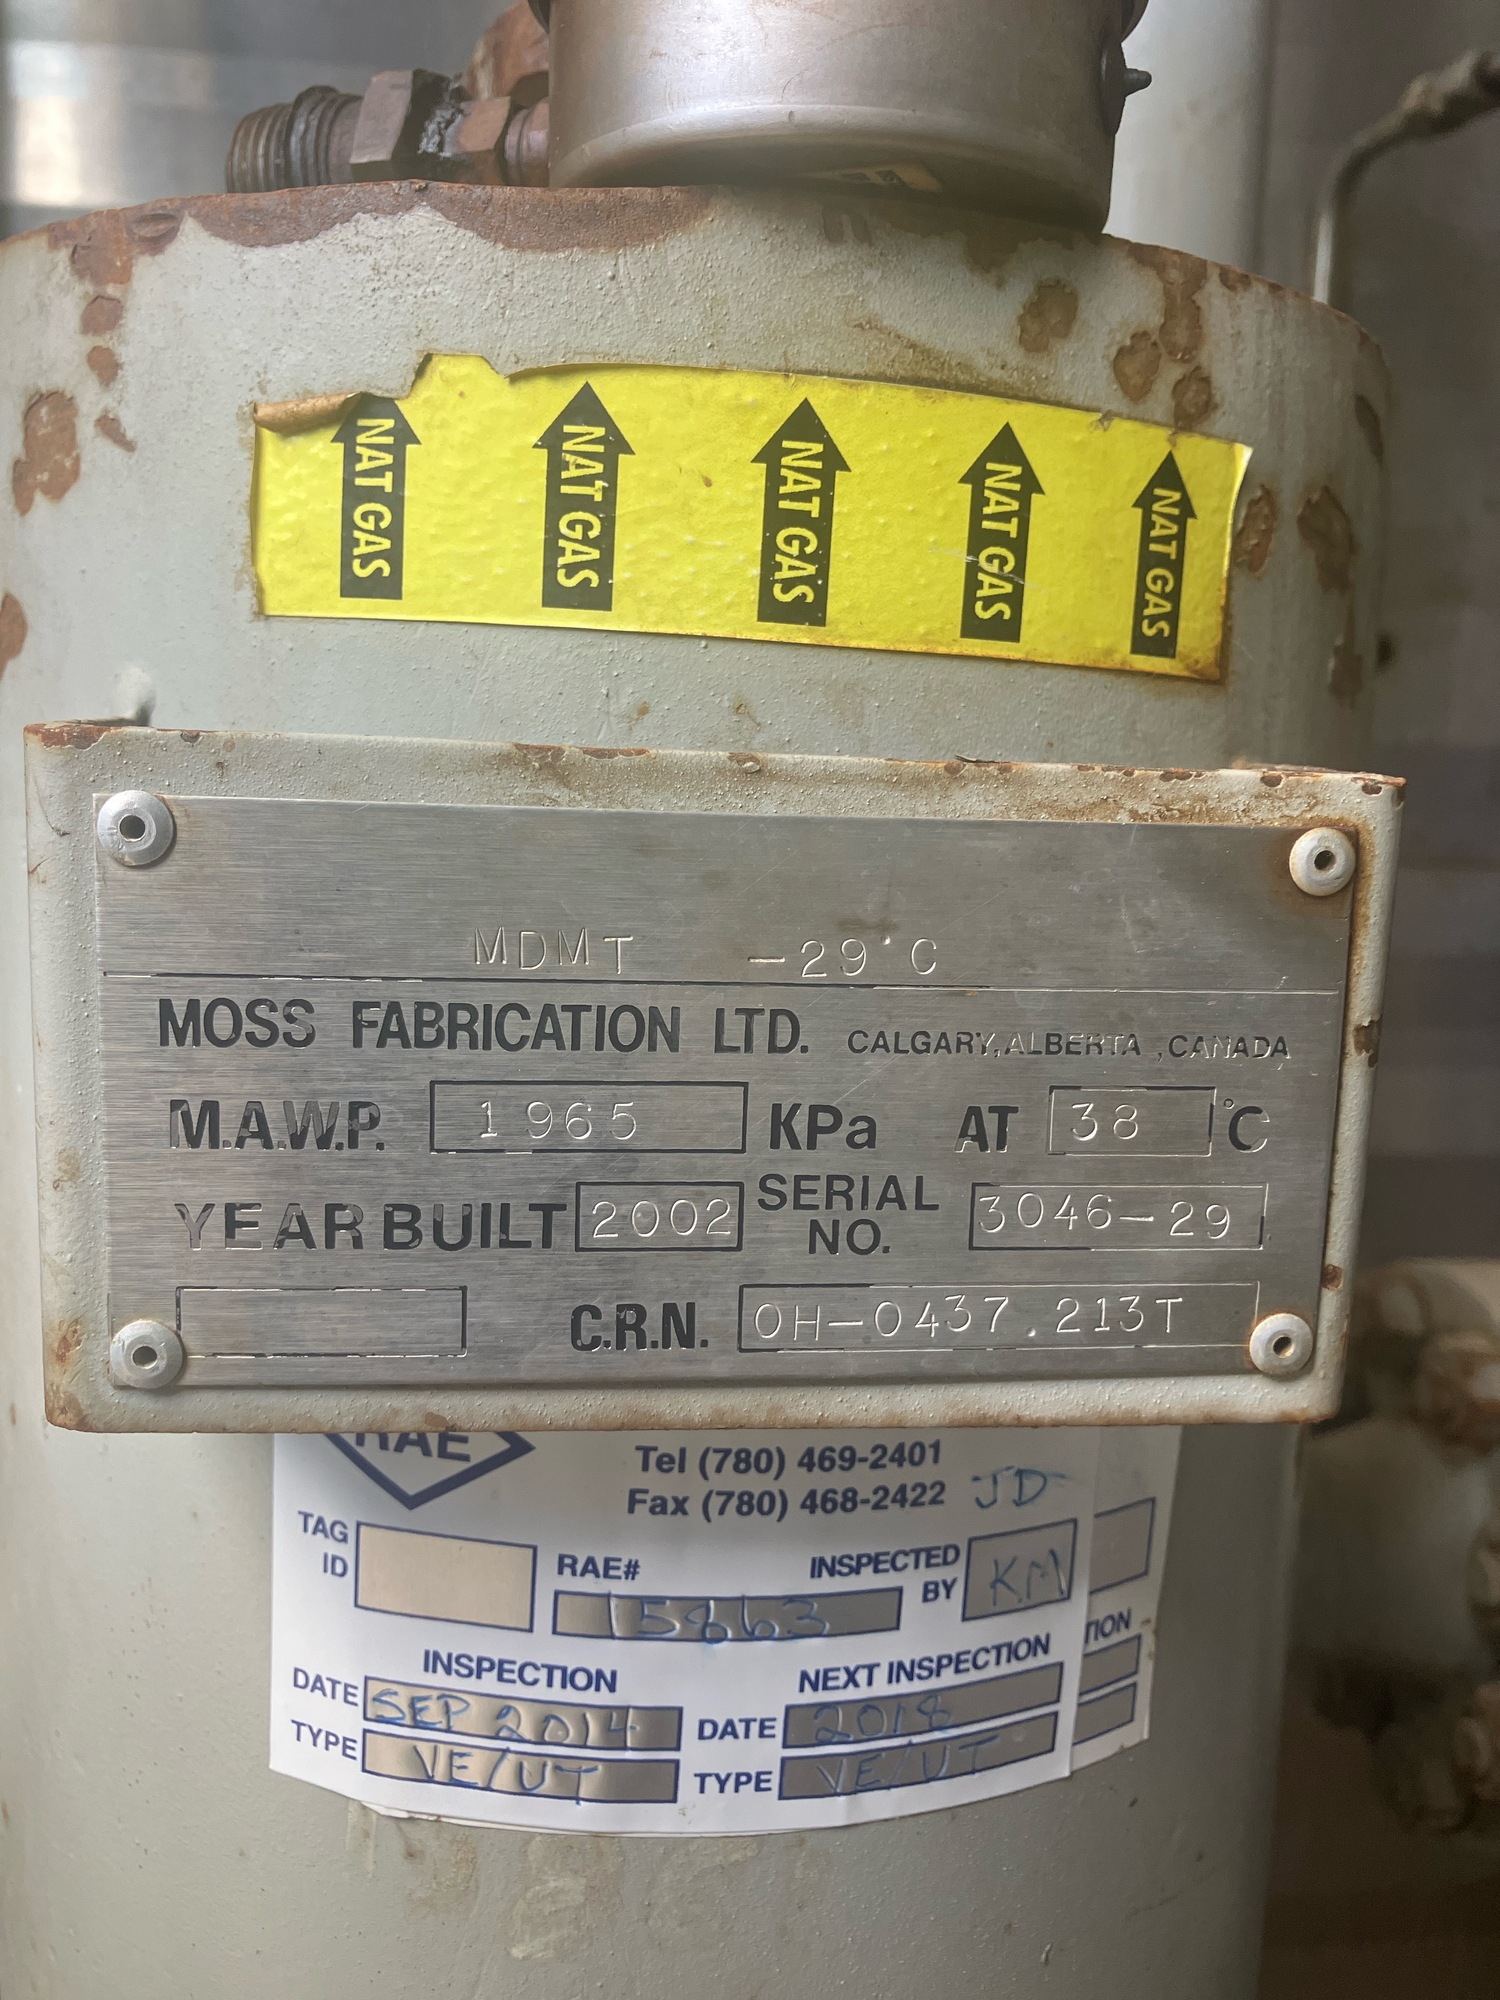 NAT GAS NAT GAS NAT GAS NAT GAS NAT GAS
MDMT -29°C
MOSS FABRICATION LTD. CALGARY, ALBERTA, CANADA
M.A.W.P. 1965 KPa AT 38 °C
YEAR BUILT 2002 SERIAL NO. 3046-29
C.R.N. OH-0437.213T
RAE
Tel (780) 469-2401
Fax (780) 468-2422 JD
TAG ID RAE# 15863 INSPECTED BY KM
INSPECTION NEXT INSPECTION
DATE SEP 2014 DATE 2018
TYPE VE/UT TYPE VE/UT
TION